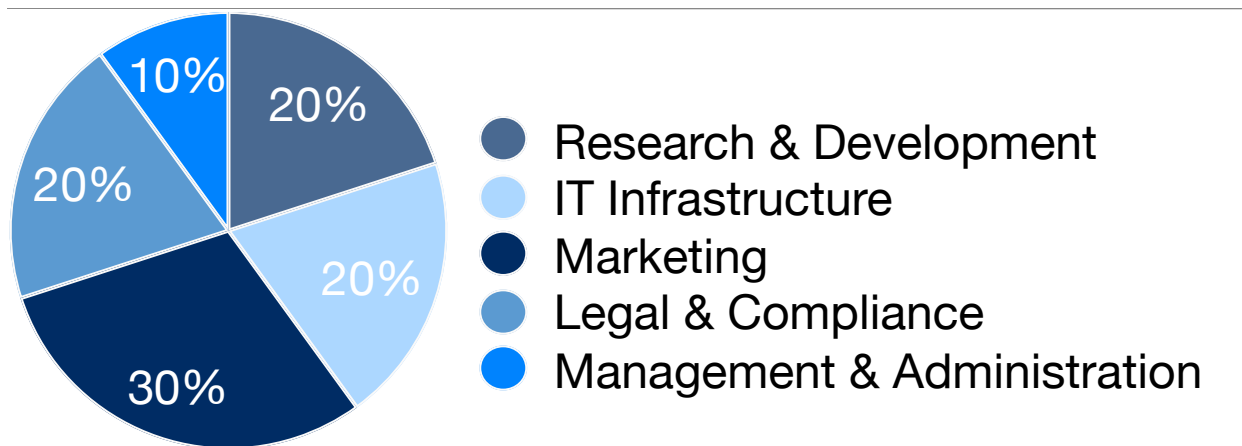 10%
20%
20%
20%
30%
Research & Development
IT Infrastructure
Marketing
Legal & Compliance
Management & Administration